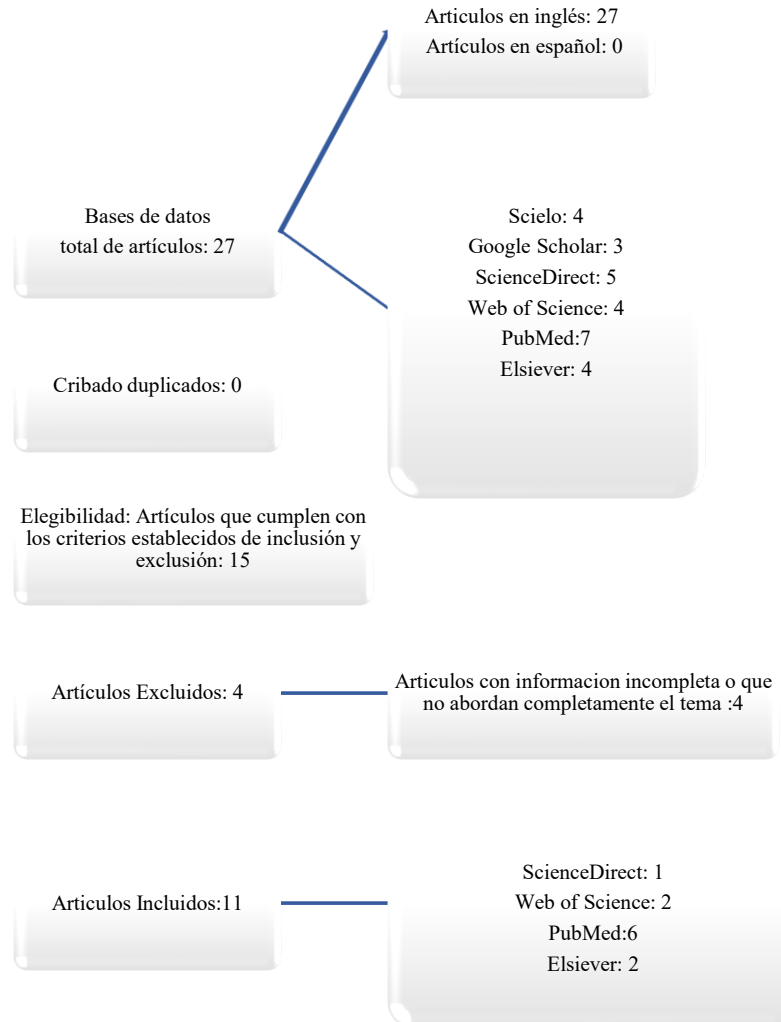 Articulos en inglés: 27
Artículos en español: 0
Bases de datos
total de artículos: 27
Scielo: 4
Google Scholar: 3
ScienceDirect: 5
Web of Science: 4
PubMed:7
Elsiever: 4
Cribado duplicados: 0
Elegibilidad: Artículos que cumplen con
los criterios establecidos de inclusión y
exclusión: 15
Artículos Excluidos: 4
Articulos con informacion incompleta o que
no abordan completamente el tema :4
Articulos Incluidos:11
ScienceDirect: 1
Web of Science: 2
PubMed:6
Elsiever: 2